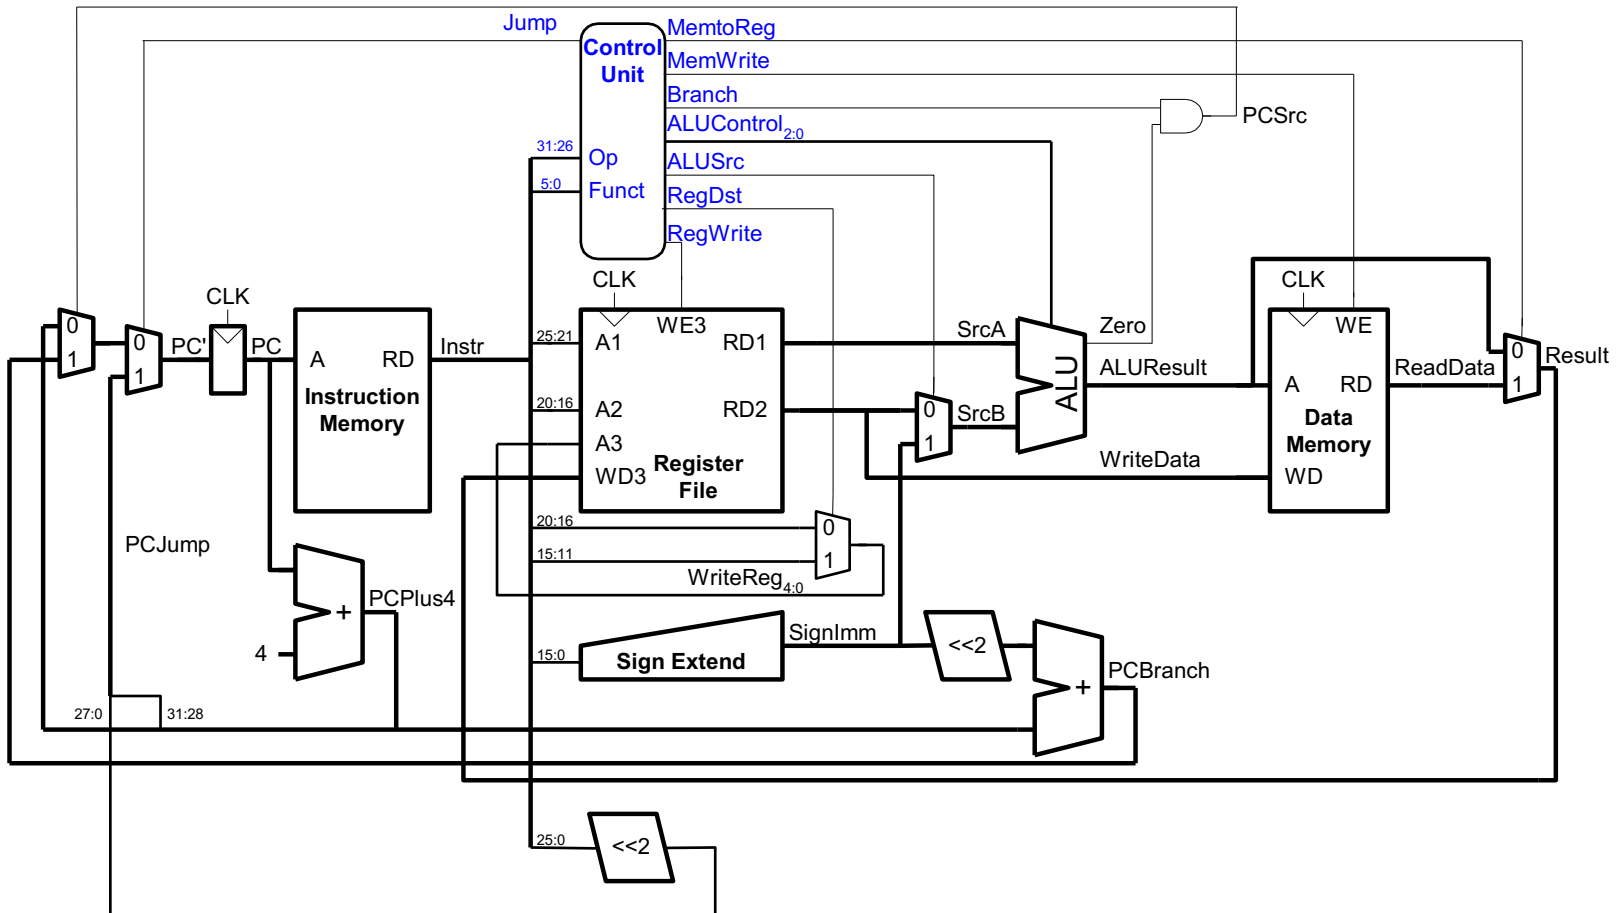 Jump
MemtoReg
Control
Unit
MemWrite
Branch
PCSrc
ALUControl2:0
31:26
Op
ALUSrc
5:0
Funct
RegDst
RegWrite
CLK
CLK
CLK
0
1
0
1
PC'
PC
A
RD
Instruction
Memory
Instr
25:21
A1
WE3
RD1
20:16
A2
RD2
A3
WD3
Register
File
SrcA
0
1
SrcB
ALU
Zero
ALUResult
WriteData
WE
A
RD
Data
Memory
WD
ReadData
0
1
Result
20:16
0
15:11
1
WriteReg4:0
PCJump
PCPlus4
+
4
15:0
Sign Extend
SignImm
<<2
+
PCBranch
27:0
31:28
25:0
<<2